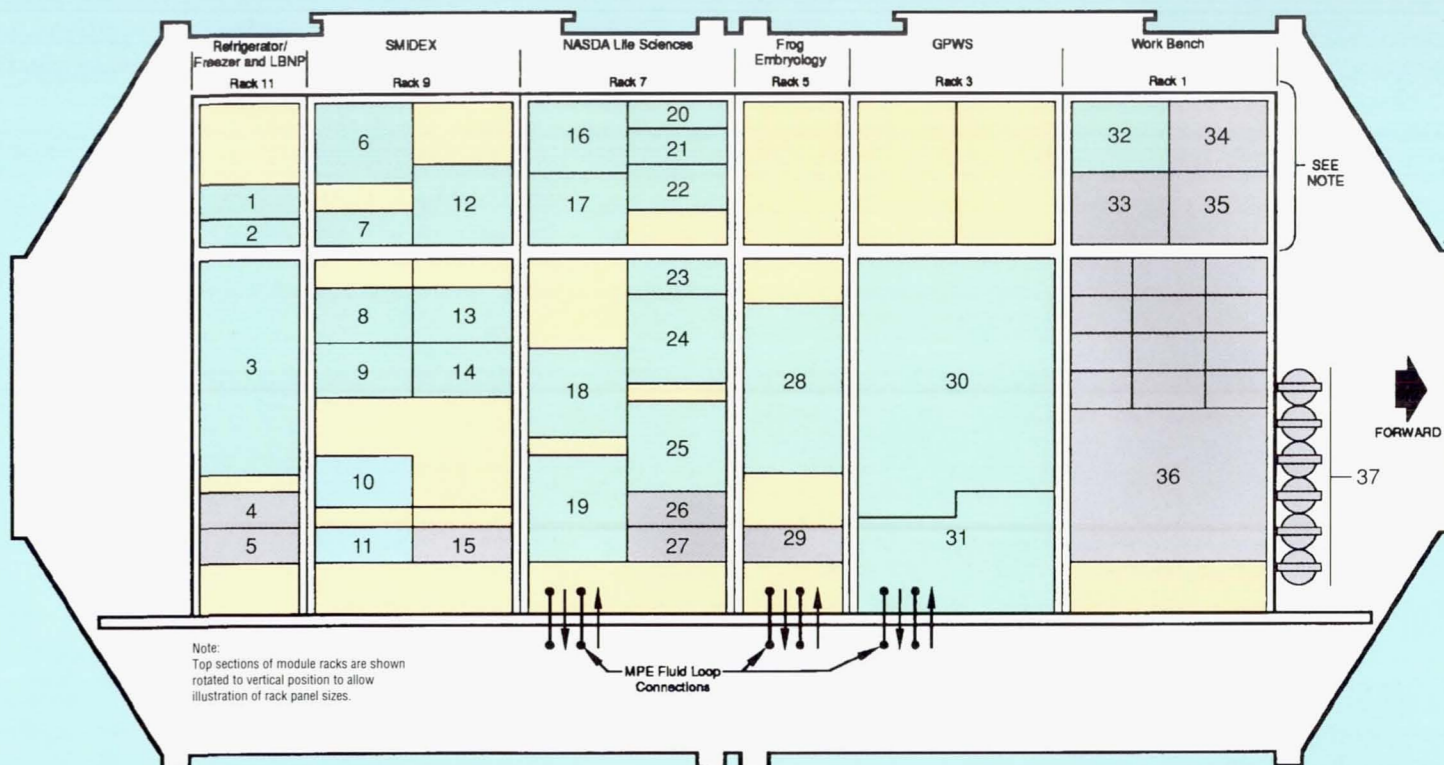 Refrigerator/
Freezer and LBNP
SMIDEX
NASDA Life Sciences
Frog
Embryology
GPWS
Work Bench
Rack 11
Rack 9
Rack 7
Rack 5
Rack 3
Rack 1
1
2
3
4
5
6
7
8
9
10
11
12
13
14
15
16
17
18
19
20
21
22
23
24
25
26
27
28
29
30
31
32
33
34
35
36
37
SEE
NOTE
FORWARD
MPE Fluid Loop
Connections
Note:
Top sections of module racks are shown
rotated to vertical position to allow
illustration of rack panel sizes.